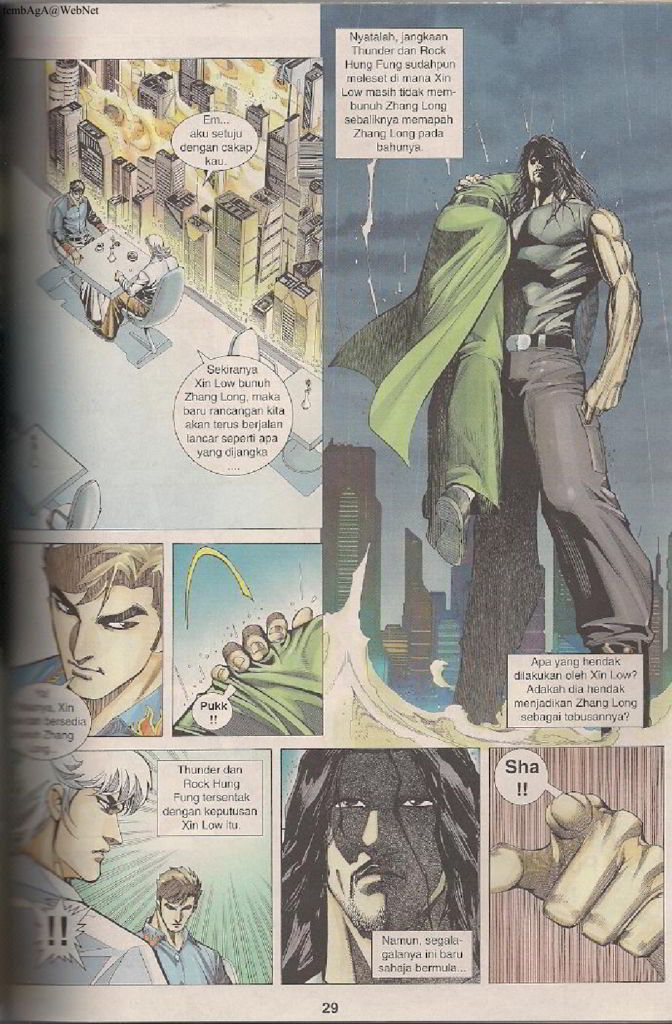 tembAgA@WebNet
Em...
aku setuju
dengan cakap
kau.
Sekiranya
Xin Low bunuh
Zhang Long, maka
baru rancangan kita
akan terus berjalan
lancar seperti apa
yang dijangka
....
Nyatalah, jangkaan
Thunder dan Rock
Hung Fung sudahpun
meleset di mana Xin
Low masih tidak mem-
bunuh Zhang Long
sebaliknya memapah
Zhang Long pada
bahunya.
Apa yang hendak
dilakukan oleh Xin Low?
Adakah dia hendak
menjadikan Zhang Long
sebagai tebusannya?
Xin
bersedia
Zhang
Long...
Pukk
!!
Thunder dan
Rock Hung
Fung tersentak
dengan keputusan
Xin Low itu.
!!
Namun, segala-
galanya ini baru
sahaja bermula...
Sha
!!
29